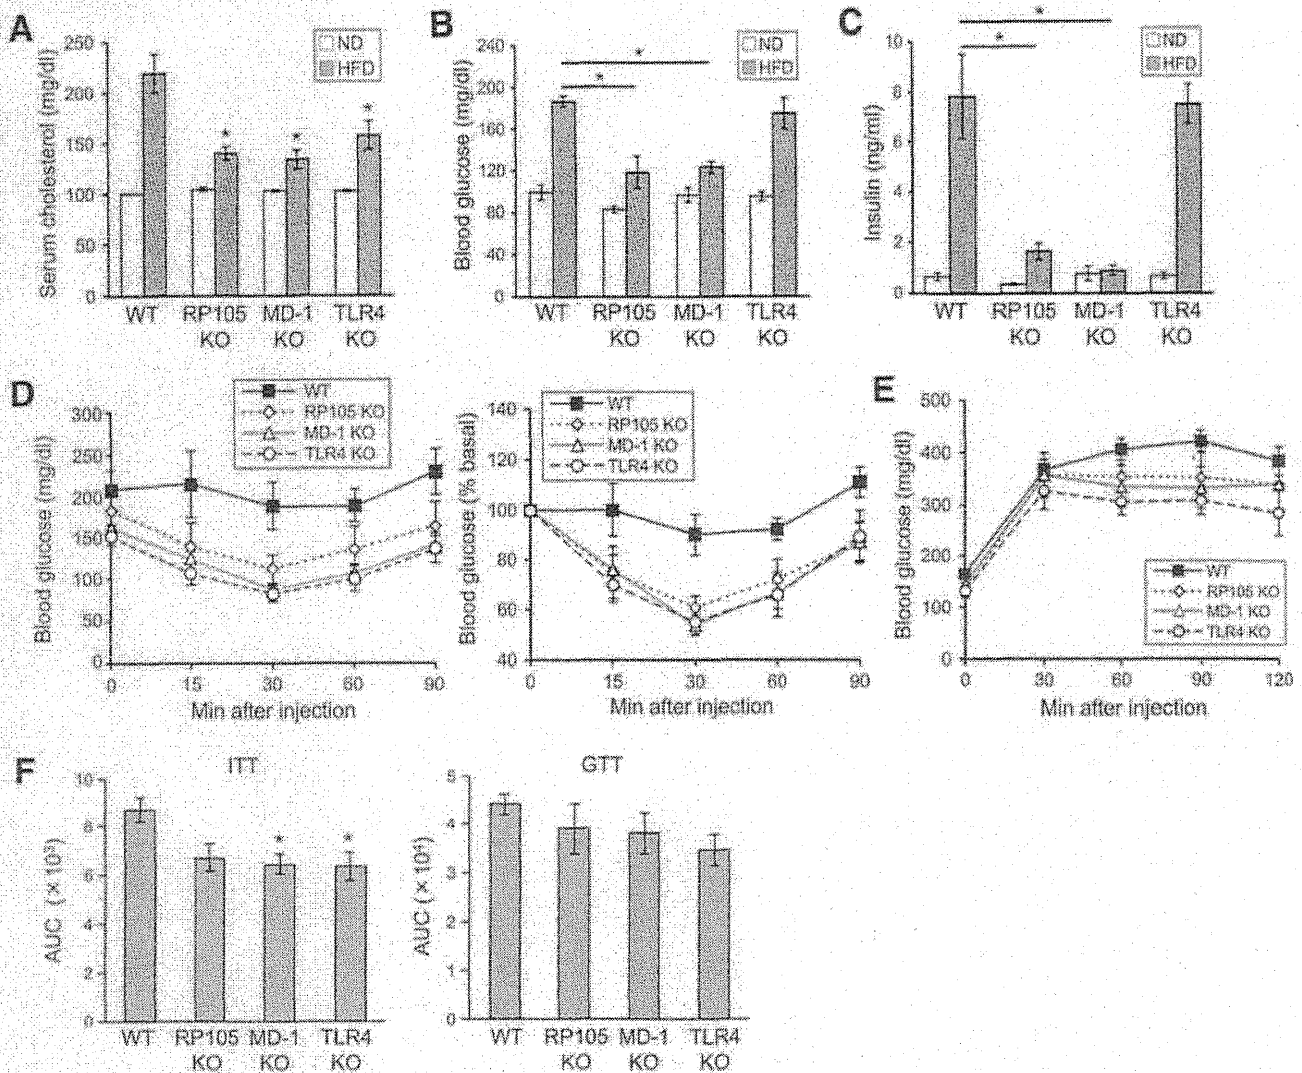 A
Serum cholesterol (mg/dl)
250
200
150
100
50
0
ND
HFD
*
*
*
WT
RP105
KO
MD-1
KO
TLR4
KO
B
Blood glucose (mg/dl)
240
200
160
120
80
40
0
ND
HFD
*
*
WT
RP105
KO
MD-1
KO
TLR4
KO
C
Insulin (ng/ml)
10
8
6
4
2
0
ND
HFD
*
*
WT
RP105
KO
MD-1
KO
TLR4
KO
D
Blood glucose (mg/dl)
300
250
200
150
100
50
0
WT
RP105 KO
MD-1 KO
TLR4 KO
0
15
30
60
90
Min after injection
Blood glucose (% basal)
140
120
100
80
60
40
WT
RP105 KO
MD-1 KO
TLR4 KO
0
15
30
60
90
Min after injection
E
Blood glucose (mg/dl)
500
400
300
200
100
0
WT
RP105 KO
MD-1 KO
TLR4 KO
0
30
60
90
120
Min after injection
F
ITT
AUC (×10³)
10
8
6
4
2
0
*
*
WT
RP105
KO
MD-1
KO
TLR4
KO
GTT
AUC (×10⁴)
5
4
3
2
1
0
WT
RP105
KO
MD-1
KO
TLR4
KO